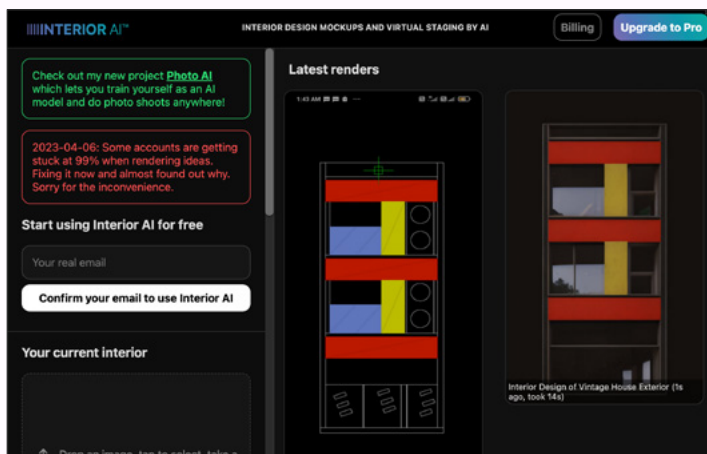 INTERIOR AI™
INTERIOR DESIGN MOCKUPS AND VIRTUAL STAGING BY AI
Billing
Upgrade to Pro
Check out my new project Photo AI
which lets you train yourself as an AI
model and do photo shoots anywhere!
2023-04-06: Some accounts are getting
stuck at 99% when rendering ideas.
Fixing it now and almost found out why.
Sorry for the inconvenience.
Start using Interior AI for free
Your real email
Confirm your email to use Interior AI
Your current interior
Latest renders
1:43 AM
Interior Design of Vintage House Exterior (1s
ago, took 14s)